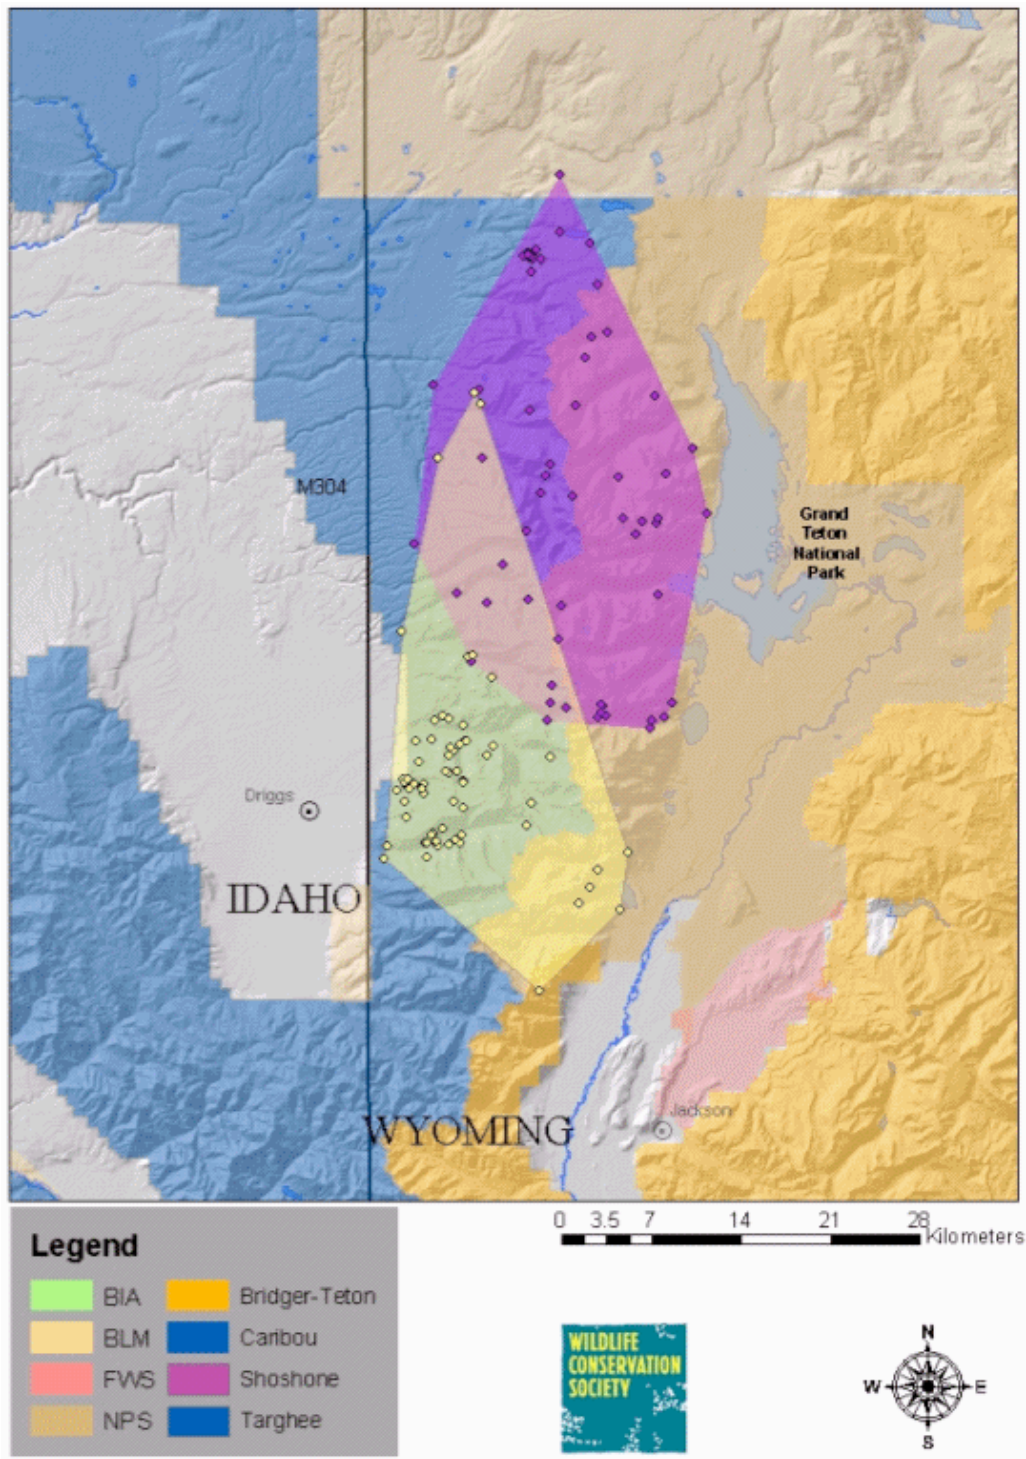 M304
Grand
Teton
National
Park
Driggs
IDAHO
WYOMING
Jackson
0 3.5 7 14 21 28
Kilometers
Legend
BIA
Bridger-Teton
BLM
Caribou
FWS
Shoshone
NPS
Targhee
WILDLIFE
CONSERVATION
SOCIETY
N
W E
S